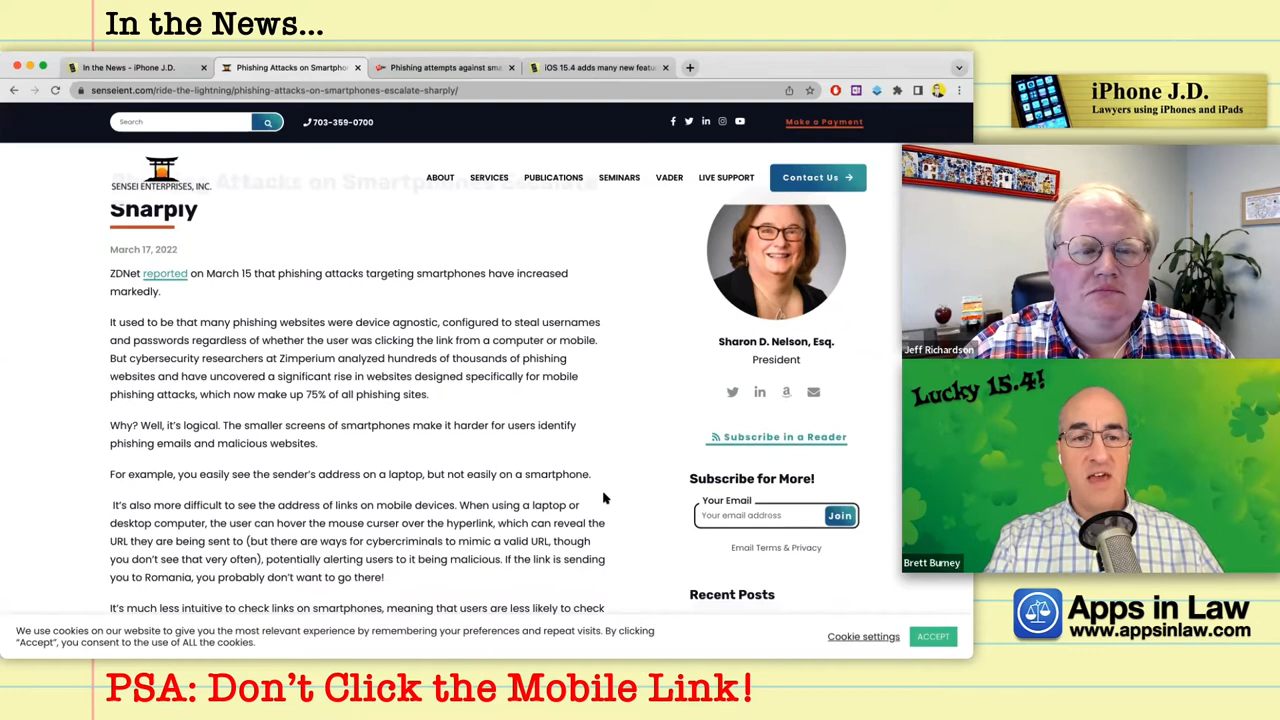 In the News...
In the News - iPhone J.D.
Phishing Attacks on Smartpho
Phishing attempts against sma
iOS 15.4 adds many new featu
senseient.com/ride-the-lightning/phishing-attacks-on-smartphones-escalate-sharply/
Search
703-359-0700
Make a Payment
SENSEI ENTERPRISES, INC.
ABOUT
SERVICES
PUBLICATIONS
SEMINARS
VADER
LIVE SUPPORT
Contact Us
Attacks on Smartphones Escalate
Sharply
March 17, 2022
ZDNet reported on March 15 that phishing attacks targeting smartphones have increased
markedly.
It used to be that many phishing websites were device agnostic, configured to steal usernames
and passwords regardless of whether the user was clicking the link from a computer or mobile.
But cybersecurity researchers at Zimperium analyzed hundreds of thousands of phishing
websites and have uncovered a significant rise in websites designed specifically for mobile
phishing attacks, which now make up 75% of all phishing sites.
Why? Well, it's logical. The smaller screens of smartphones make it harder for users identify
phishing emails and malicious websites.
For example, you easily see the sender's address on a laptop, but not easily on a smartphone.
It's also more difficult to see the address of links on mobile devices. When using a laptop or
desktop computer, the user can hover the mouse curser over the hyperlink, which can reveal the
URL they are being sent to (but there are ways for cybercriminals to mimic a valid URL, though
you don't see that very often), potentially alerting users to it being malicious. If the link is sending
you to Romania, you probably don't want to go there!
It's much less intuitive to check links on smartphones, meaning that users are less likely to check
Sharon D. Nelson, Esq.
President
Subscribe in a Reader
Subscribe for More!
Your Email
Your email address
Join
Email Terms & Privacy
Recent Posts
We use cookies on our website to give you the most relevant experience by remembering your preferences and repeat visits. By clicking
"Accept", you consent to the use of ALL the cookies.
Cookie settings
ACCEPT
iPhone J.D.
Lawyers using iPhones and iPads
Jeff Richardson
Lucky 15.4!
Brett Burney
Apps in Law
www.appsinlaw.com
PSA: Don't Click the Mobile Link!